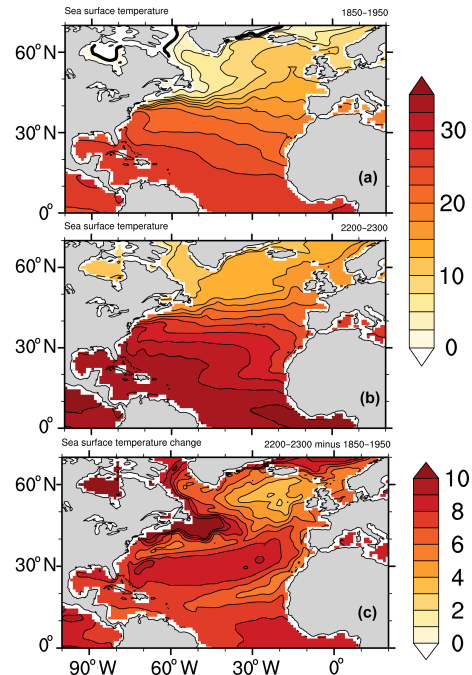 Sea surface temperature 1850−1950
60°N
30°N
0°
(a)
Sea surface temperature 2200−2300
60°N
30°N
0°
(b)
30
20
10
0
Sea surface temperature change 2200−2300 minus 1850−1950
60°N
30°N
0°
(c)
90°W 60°W 30°W 0°
10
8
6
4
2
0